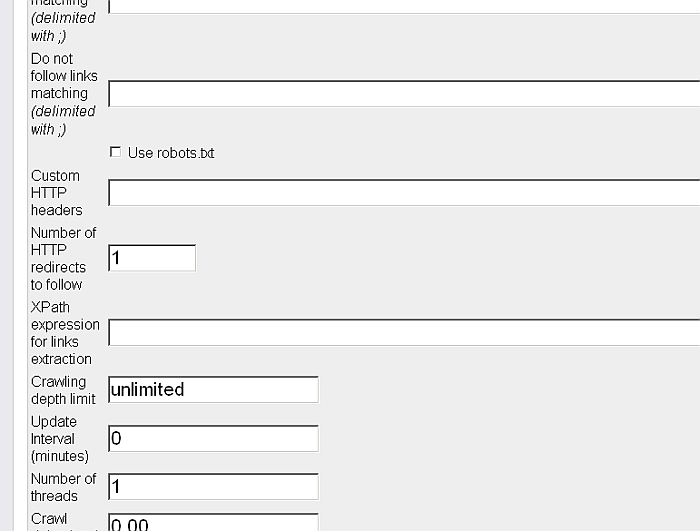 matching
(delimited
with ;)
Do not
follow links
matching
(delimited
with ;)
Use robots.txt
Custom
HTTP
headers
Number of
HTTP
redirects
to follow
1
XPath
expression
for links
extraction
Crawling
depth limit
unlimited
Update
Interval
(minutes)
0
Number of
threads
1
Crawl
0.00